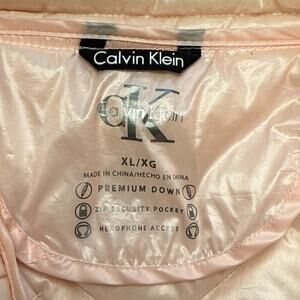 Calvin Klein
CK
Calvin Klein
XL/XG
MADE IN CHINA/HECHO EN CHINA
PREMIUM DOWN
ZIP SECURITY POCKET
HEADPHONE ACCESS